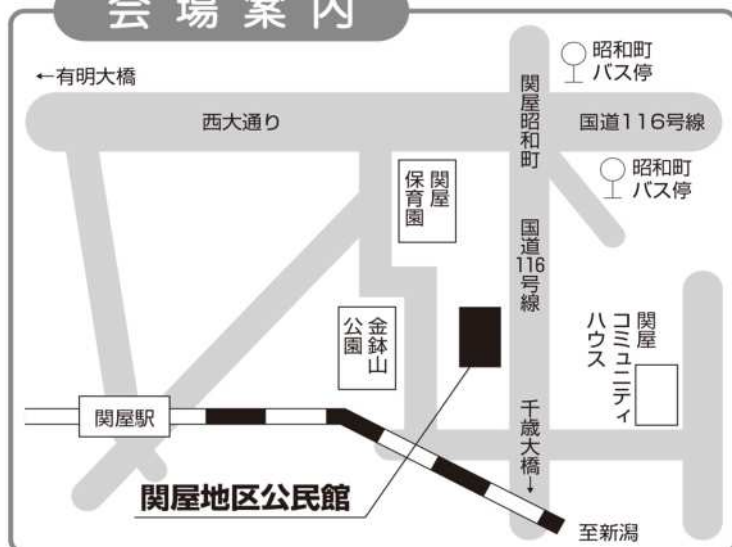 会場案内
←有明大橋
西大通り
関屋昭和町
昭和町
バス停
国道116号線
昭和町
バス停
関屋
保育園
国道116号線
金鉢山
公園
関屋
コミュニティ
ハウス
関屋駅
千歳大橋→
関屋地区公民館
至新潟